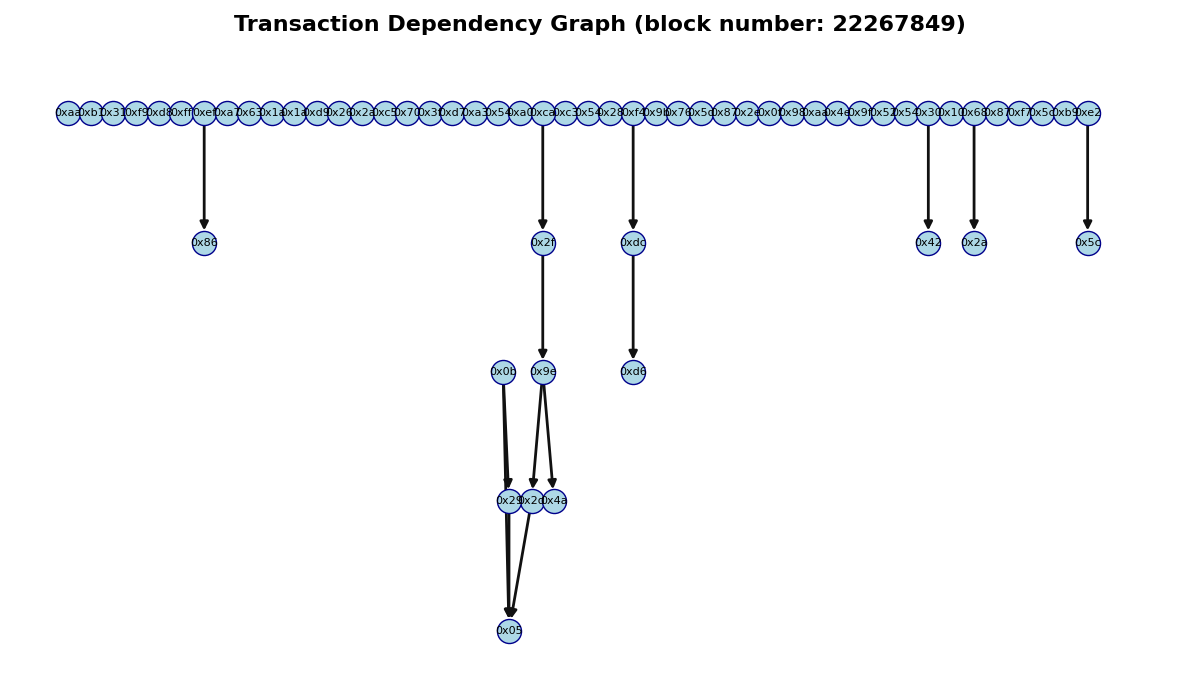 Transaction Dependency Graph (block number: 22267849)
0xaa 0xb1 0x31 0xf9 0xd8 0xff 0xef 0xa7 0x63 0x1a 0x1a 0xd9 0x26 0x2a 0xc5 0x70 0x3f 0xd7 0xa3 0x54 0xa0 0xca 0xc3 0x54 0x28 0xf4 0x9b 0x76 0x5d 0x87 0x2e 0x0f 0x98 0xaa 0x4e 0x9f 0x52 0x54 0x30 0x10 0x68 0x87 0xf7 0x5c 0xb9 0xe2
0x86 0x2f 0xdc 0x42 0x2a 0x5c
0x0b 0x9e 0xd6
0x29 0x4a
0x05